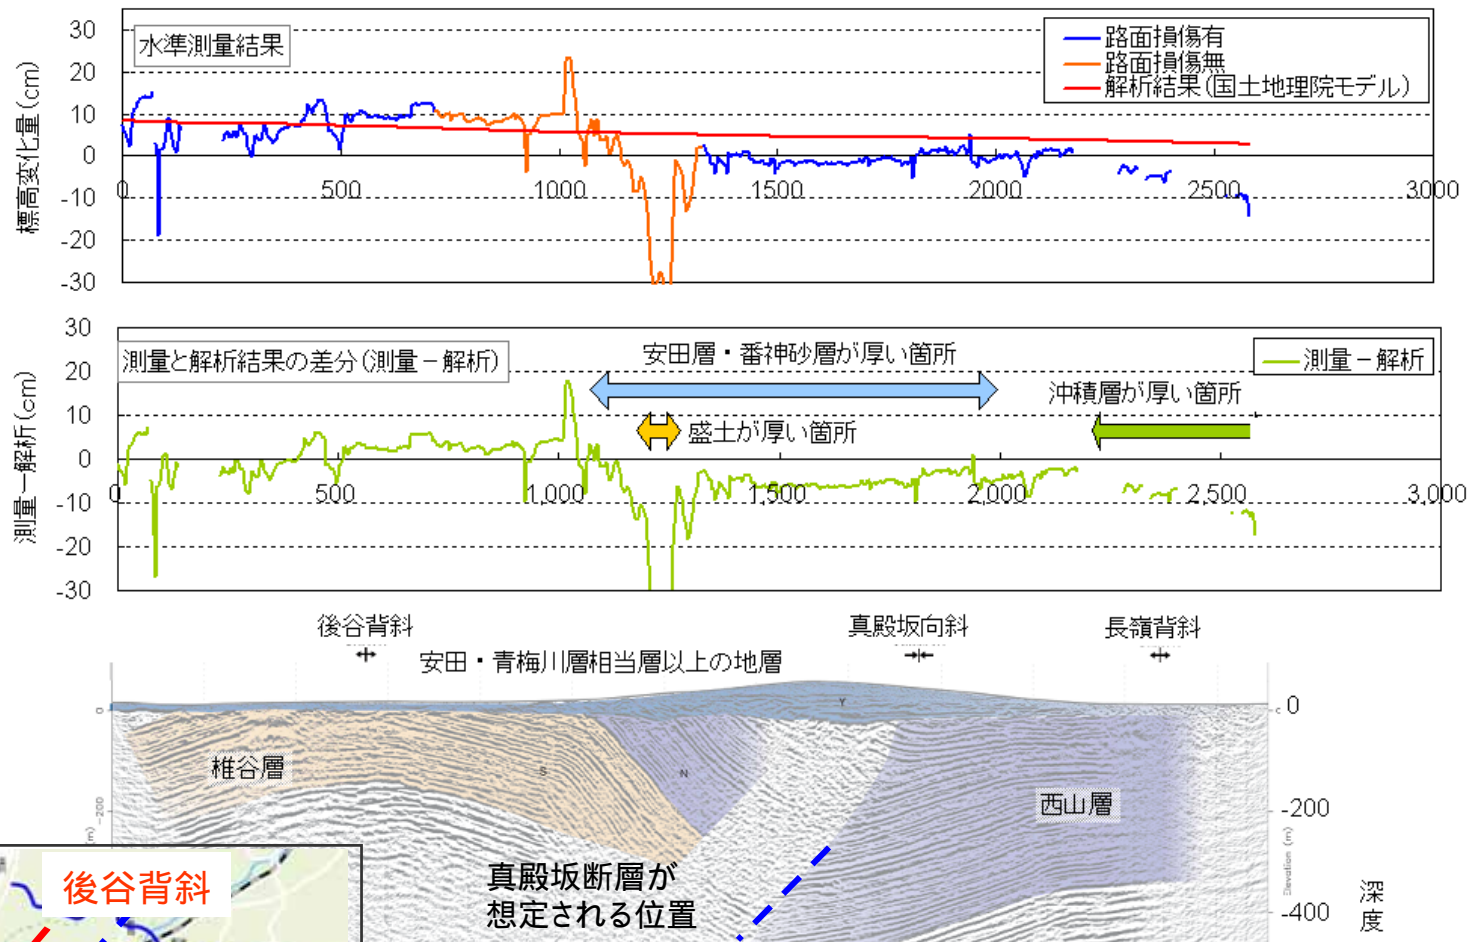 水準測量結果
路面損傷有
路面損傷無
解析結果(国土地理院モデル)
標高変化量(cm)
30
20
10
0
-10
-20
-30
0
500
1000
1500
2000
2500
3000
測量と解析結果の差分(測量－解析)
安田層・番神砂層が厚い箇所
測量－解析
沖積層が厚い箇所
盛土が厚い箇所
測量－解析(cm)
30
20
10
0
-10
-20
-30
0
500
1,000
1,500
2,000
2,500
3,000
後谷背斜
真殿坂向斜
長嶺背斜
安田・青梅川層相当層以上の地層
Y
0
0
椎谷層
S
N
西山層
-200
-200
(m)
Elevation (m)
真殿坂断層が
想定される位置
-400
深度
後谷背斜